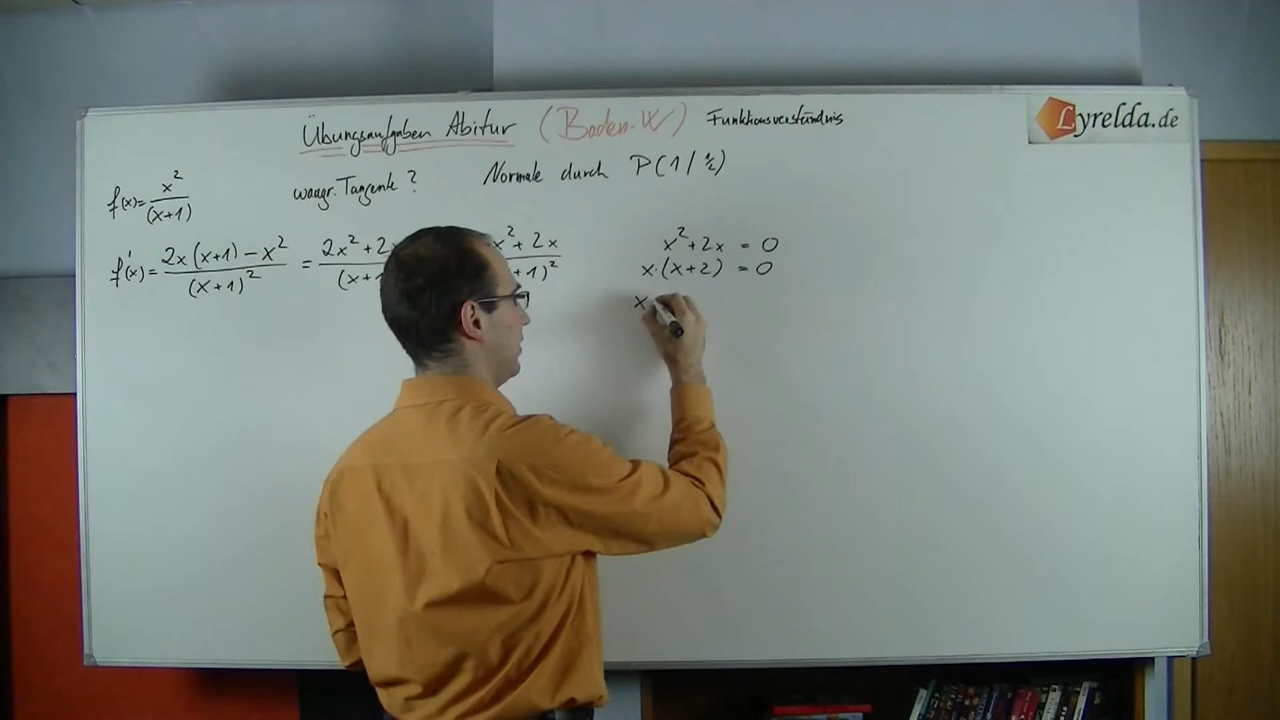 Übungsaufgaben Abitur (Baden-W) Funktionsverständnis
Lyrelda.de
f(x)= x²/(x+1) waagr. Tangente? Normale durch P(1/½)
f'(x)= (2x(x+1)-x²)/(x+1)² = 2x²+2x (x+1 x²+2x +1)²
x²+2x = 0
x·(x+2) = 0
x